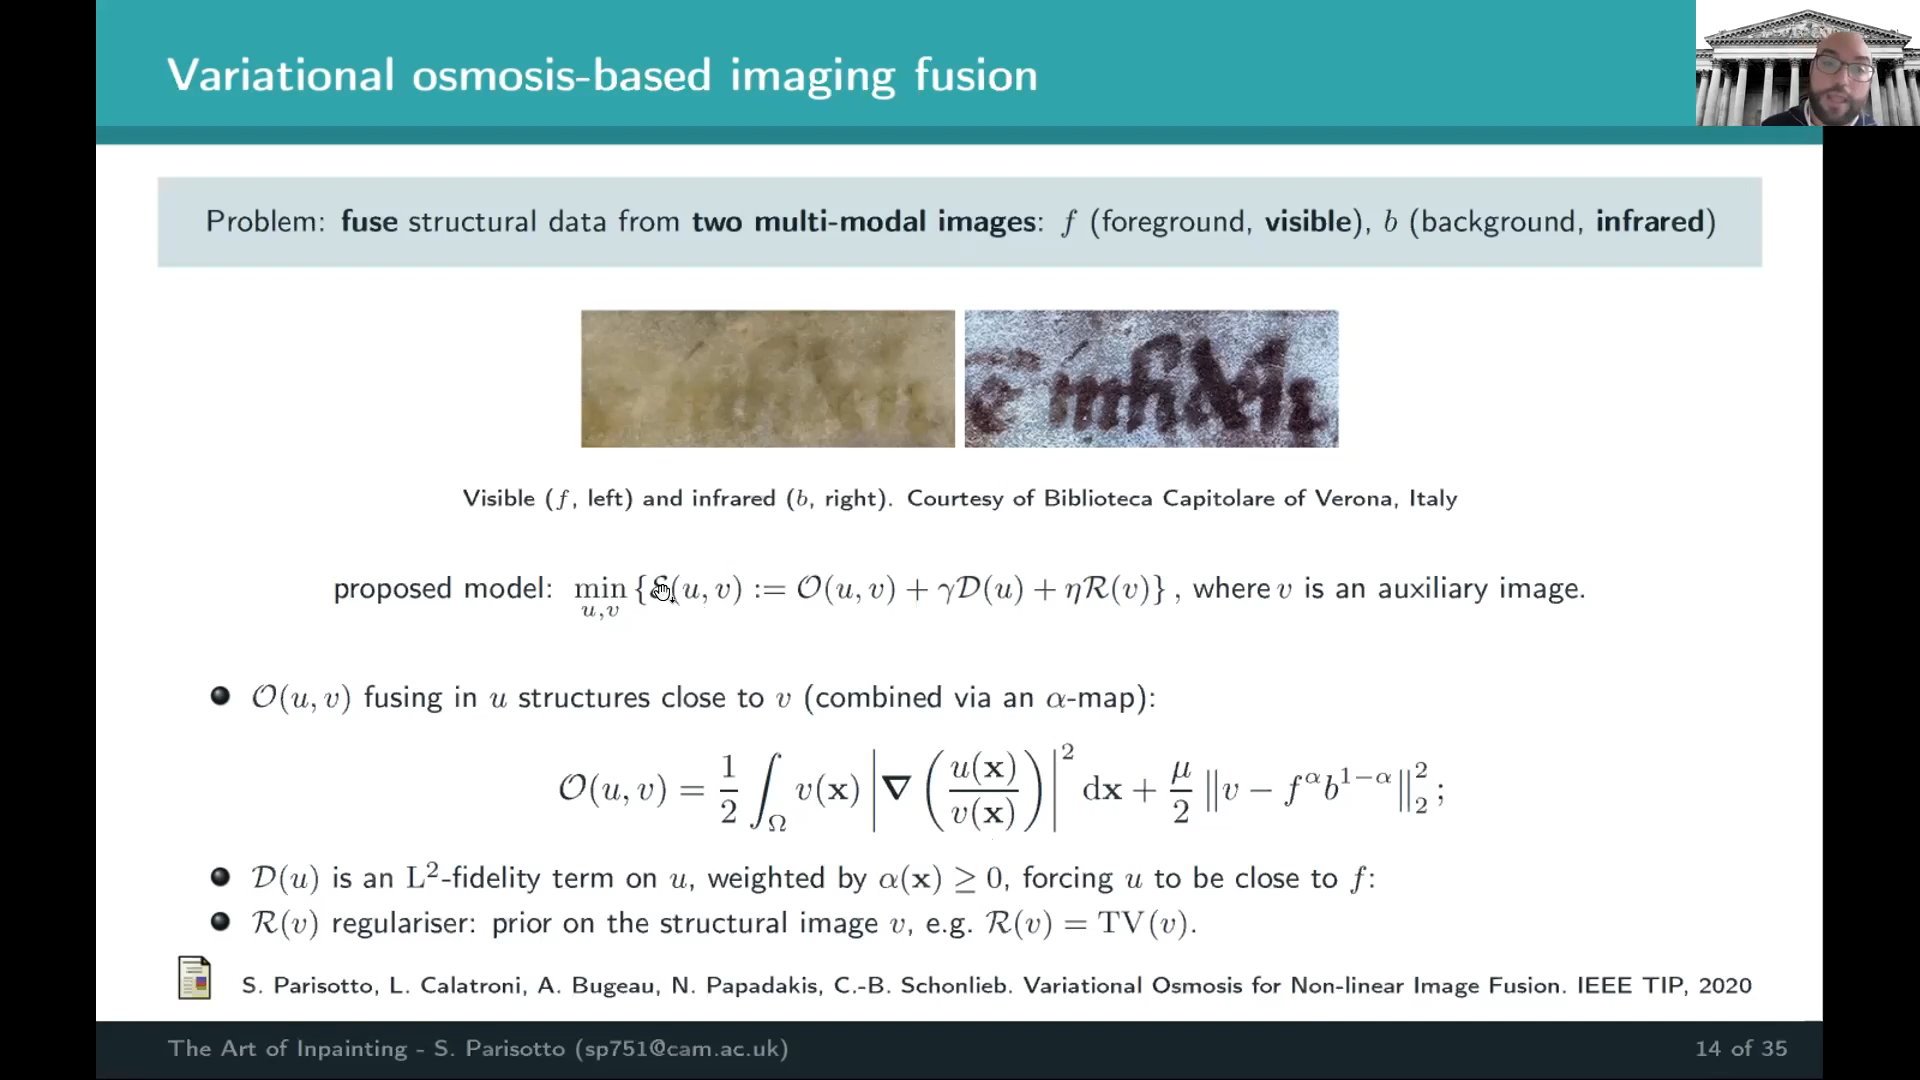 Variational osmosis-based imaging fusion
Problem: fuse structural data from two multi-modal images: f (foreground, visible), b (background, infrared)
Visible (f, left) and infrared (b, right). Courtesy of Biblioteca Capitolare of Verona, Italy
proposed model: min_{u,v} {ℰ(u, v) := 𝒪(u, v) + γ𝒟(u) + ηℛ(v)} , where v is an auxiliary image.
𝒪(u, v) fusing in u structures close to v (combined via an α-map):
𝒪(u, v) = 1/2 ∫_Ω v(x) |∇ (u(x)/v(x))|² dx + μ/2 ‖v − f^α b^{1−α}‖₂² ;
𝒟(u) is an L²-fidelity term on u, weighted by α(x) ≥ 0, forcing u to be close to f:
ℛ(v) regulariser: prior on the structural image v, e.g. ℛ(v) = TV(v).
S. Parisotto, L. Calatroni, A. Bugeau, N. Papadakis, C.-B. Schonlieb. Variational Osmosis for Non-linear Image Fusion. IEEE TIP, 2020
The Art of Inpainting - S. Parisotto (sp751@cam.ac.uk)
14 of 35